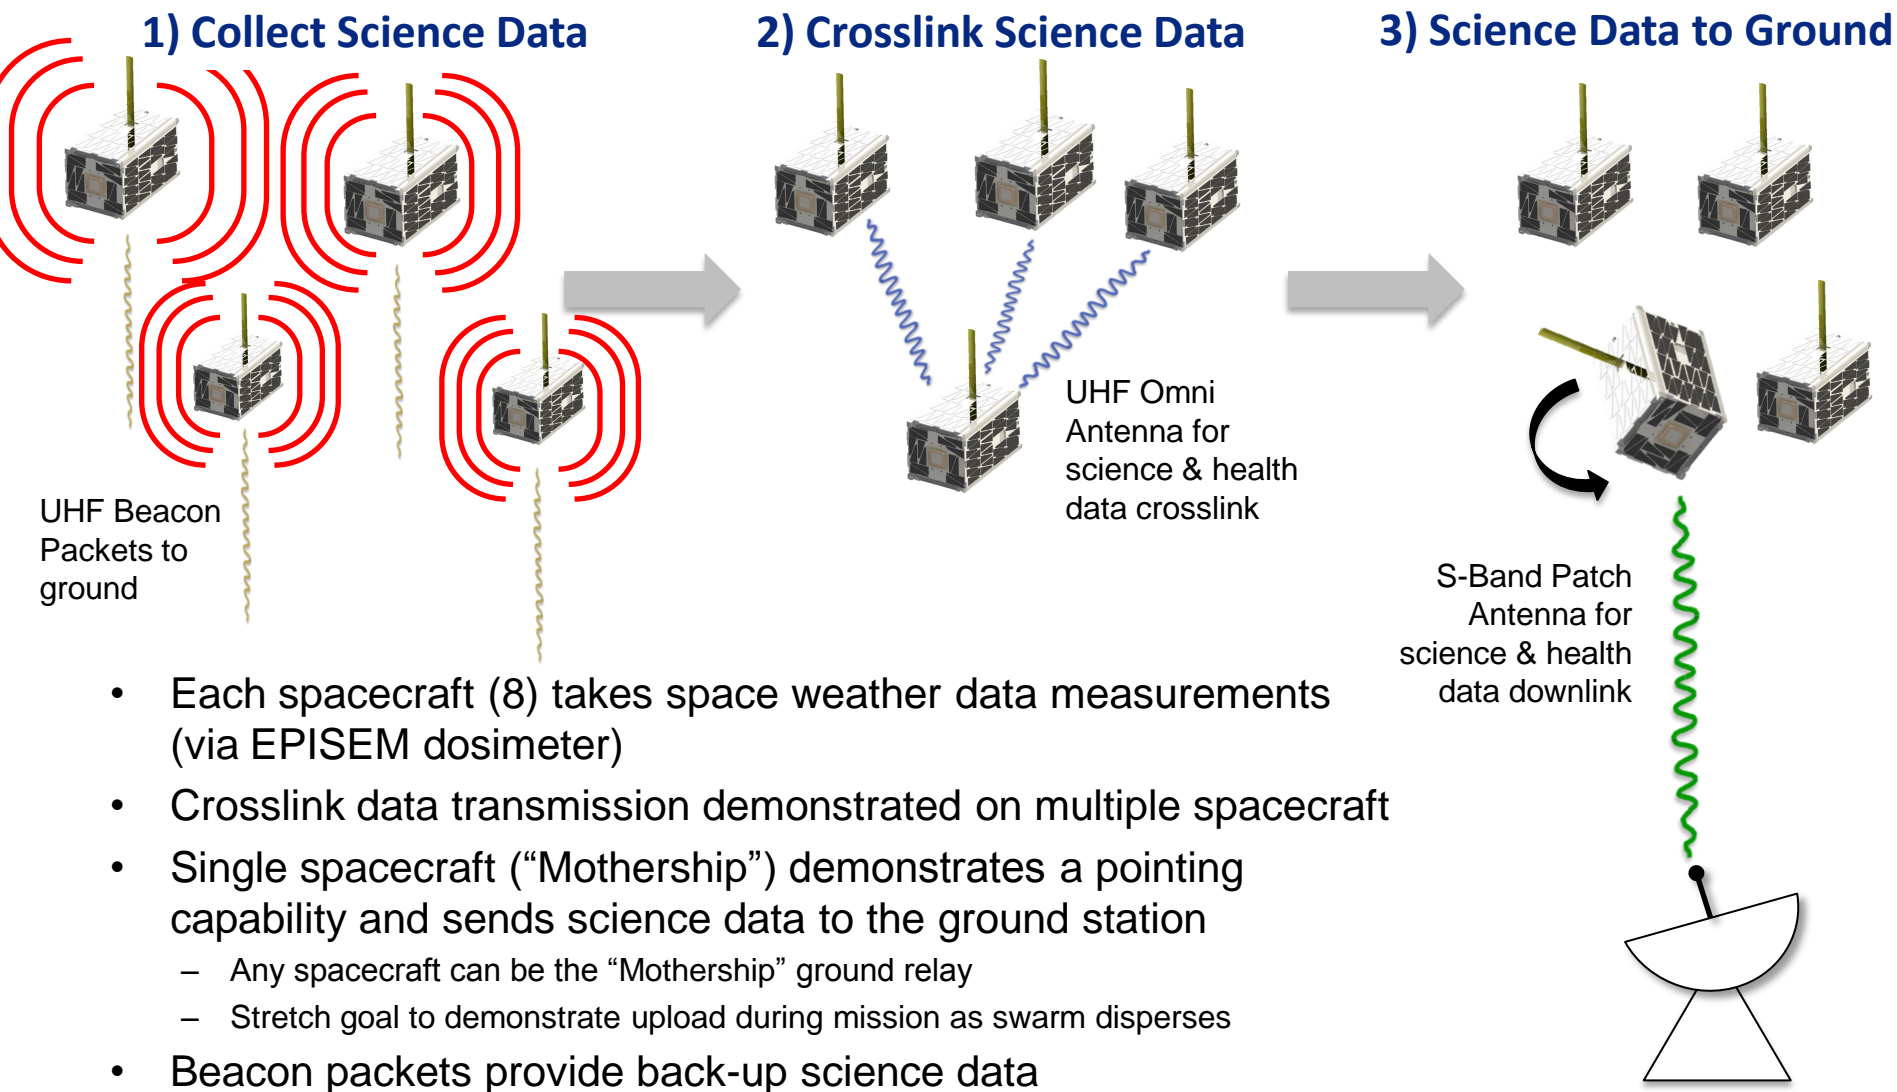 1) Collect Science Data
2) Crosslink Science Data
3) Science Data to Ground
UHF Beacon
Packets to
ground
UHF Omni
Antenna for
science & health
data crosslink
S-Band Patch
Antenna for
science & health
data downlink
• Each spacecraft (8) takes space weather data measurements
(via EPISEM dosimeter)
• Crosslink data transmission demonstrated on multiple spacecraft
• Single spacecraft (“Mothership”) demonstrates a pointing
capability and sends science data to the ground station
– Any spacecraft can be the “Mothership” ground relay
– Stretch goal to demonstrate upload during mission as swarm disperses
• Beacon packets provide back-up science data